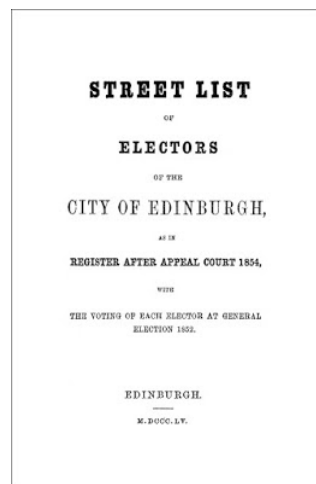 STREET LIST
OF
ELECTORS
OF THE
CITY OF EDINBURGH,
AS IN
REGISTER AFTER APPEAL COURT 1854,
WITH
THE VOTING OF EACH ELECTOR AT GENERAL
ELECTION 1852.
EDINBURGH.
M.DCCC.LV.